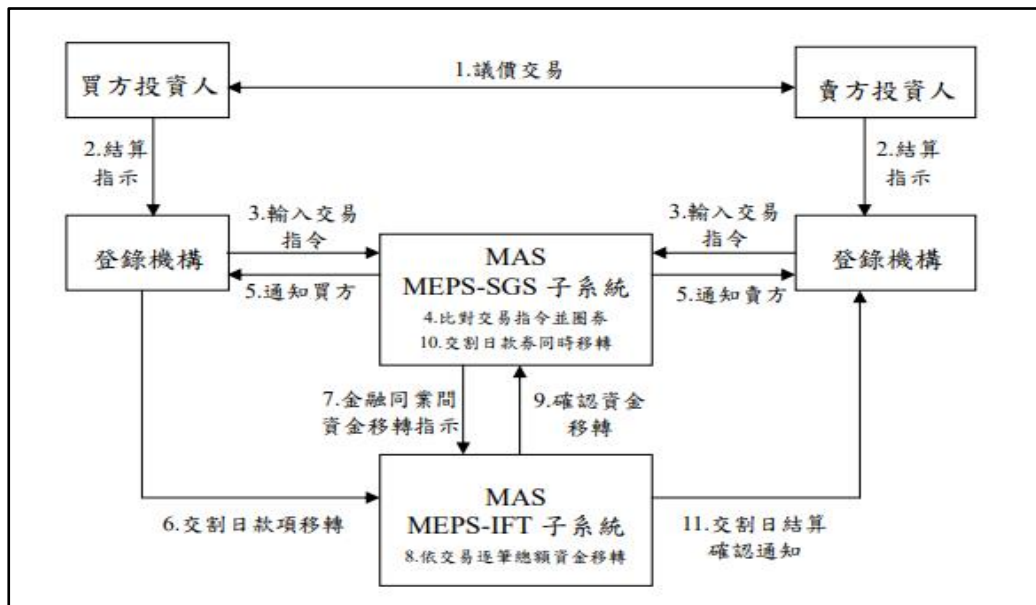 1.議價交易
買方投資人
賣方投資人
2.結算
指示
2.結算
指示
3.輸入交易
指令
3.輸入交易
指令
登錄機構
MAS
MEPS-SGS 子系統
4.比對交易指令並圈券
10.交割日款券同時移轉
登錄機構
5.通知買方
5.通知賣方
7.金融同業間
資金移轉指示
9.確認資金
移轉
MAS
MEPS-IFT 子系統
8.依交易逐筆總額資金移轉
6.交割日款項移轉
11.交割日結算
確認通知